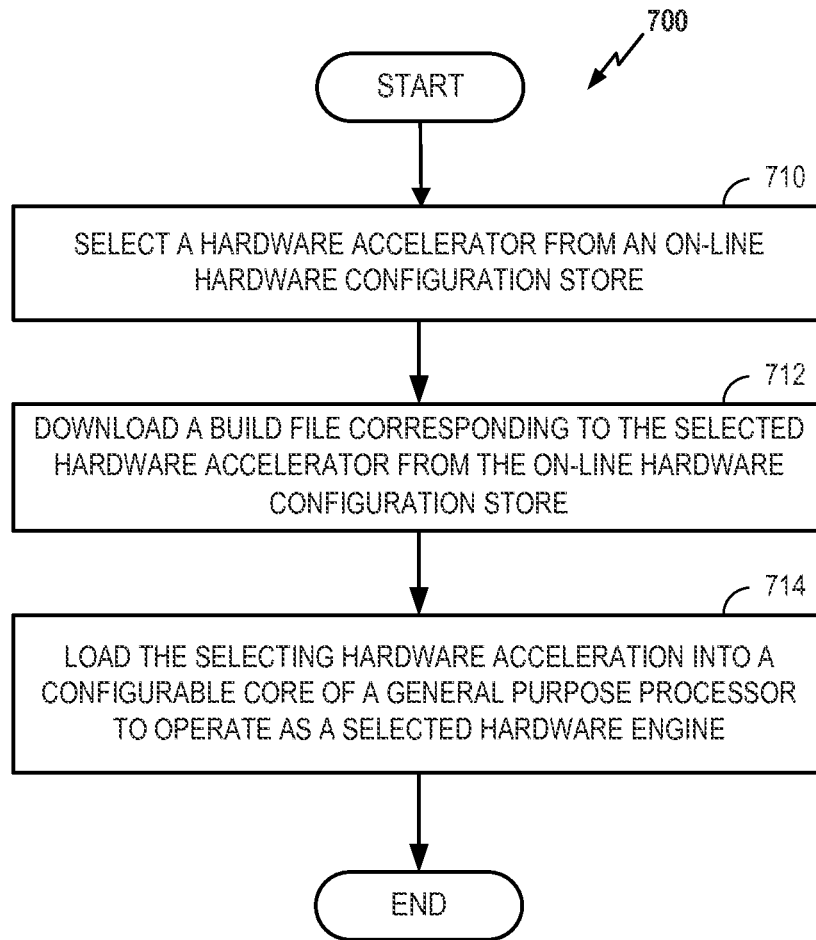 700
START
710
SELECT A HARDWARE ACCELERATOR FROM AN ON-LINE
HARDWARE CONFIGURATION STORE
712
DOWNLOAD A BUILD FILE CORRESPONDING TO THE SELECTED
HARDWARE ACCELERATOR FROM THE ON-LINE HARDWARE
CONFIGURATION STORE
714
LOAD THE SELECTING HARDWARE ACCELERATION INTO A
CONFIGURABLE CORE OF A GENERAL PURPOSE PROCESSOR
TO OPERATE AS A SELECTED HARDWARE ENGINE
END